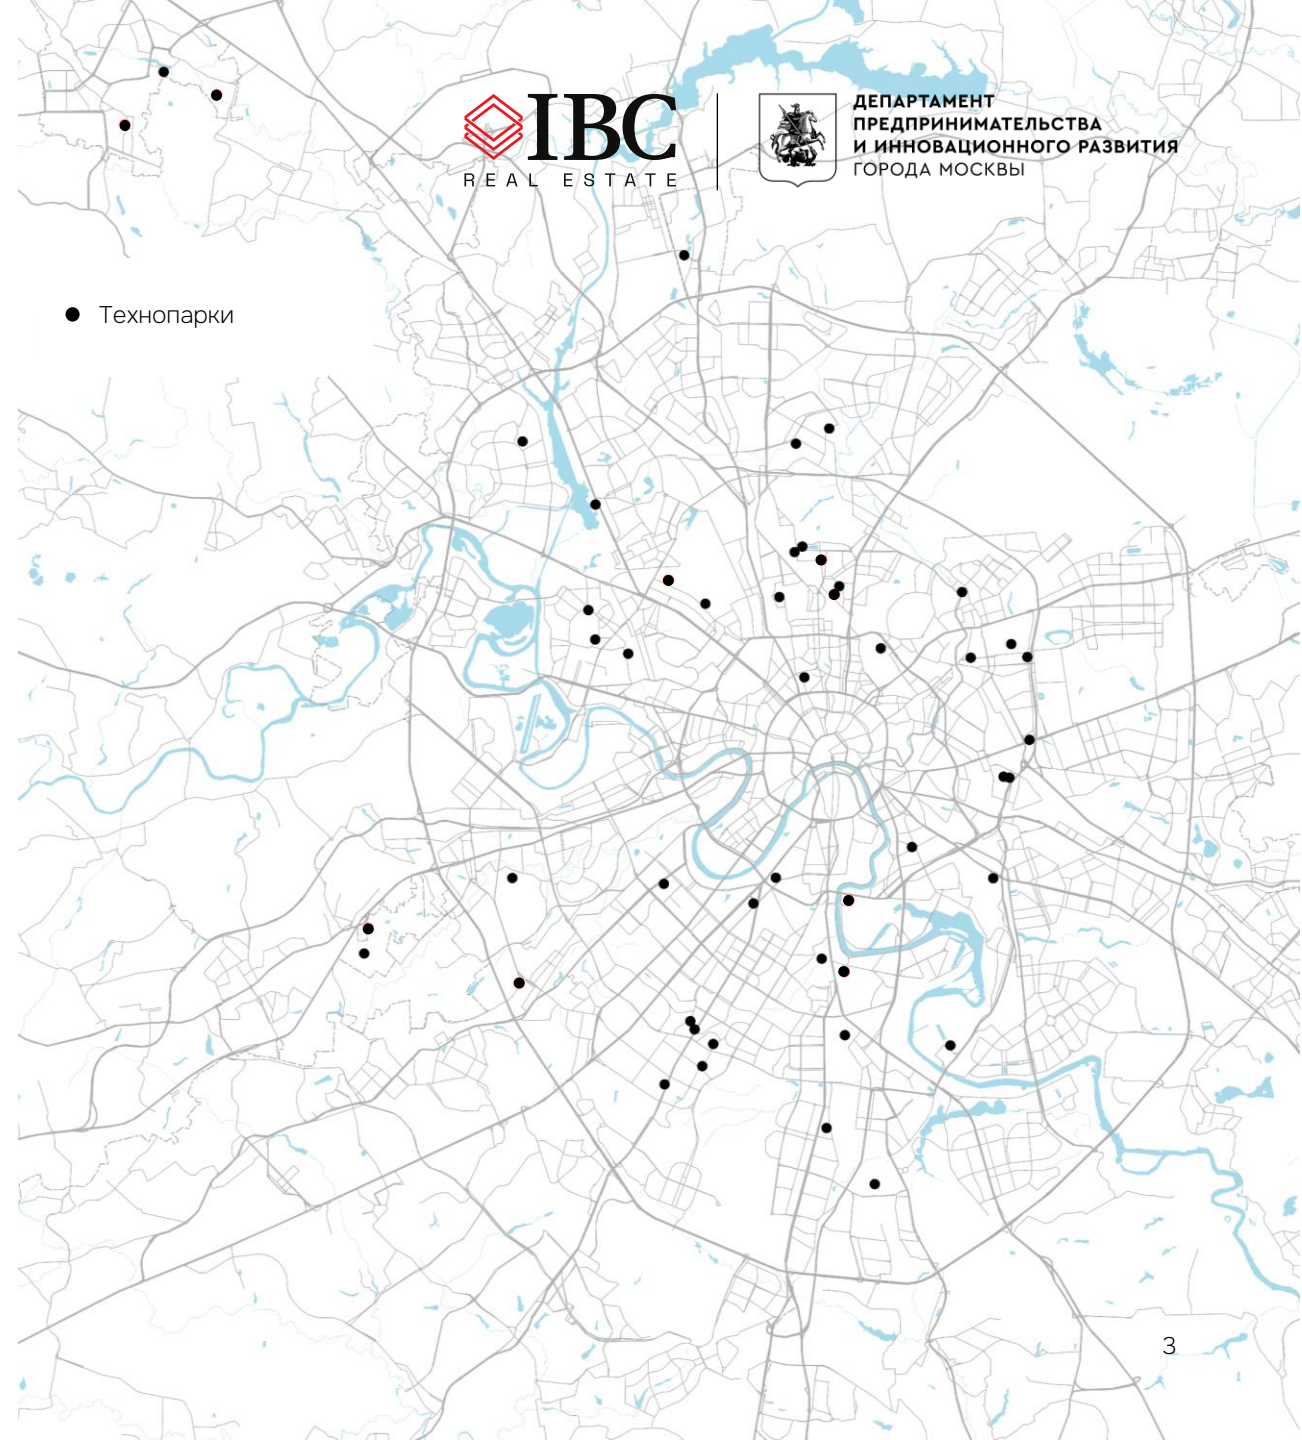 IBC
REAL ESTATE
ДЕПАРТАМЕНТ
ПРЕДПРИНИМАТЕЛЬСТВА
И ИННОВАЦИОННОГО РАЗВИТИЯ
ГОРОДА МОСКВЫ
Технопарки
3